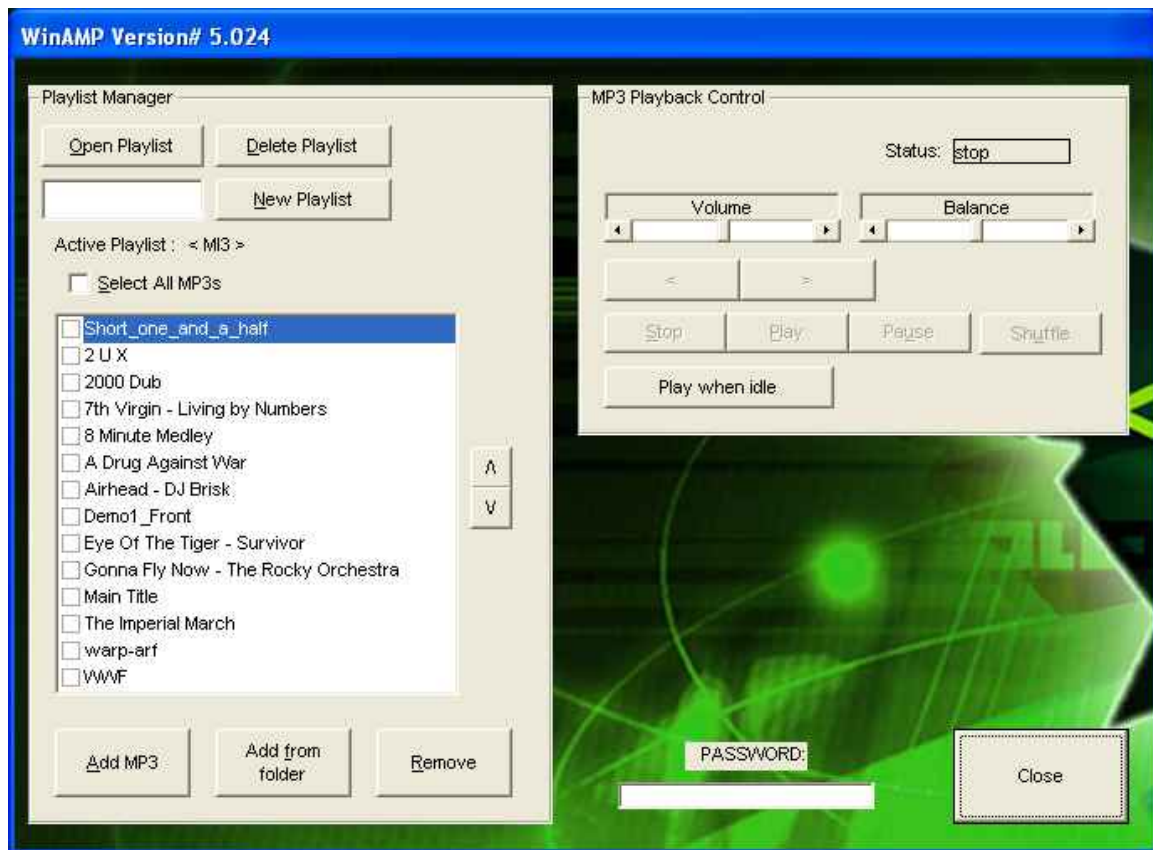 WinAMP Version# 5.024
Playlist Manager
Open Playlist
Delete Playlist
New Playlist
Active Playlist : < MI3 >
Select All MP3s
Short_one_and_a_half
2 U X
2000 Dub
7th Virgin - Living by Numbers
8 Minute Medley
A Drug Against War
Airhead - DJ Brisk
Demo1_Front
Eye Of The Tiger - Survivor
Gonna Fly Now - The Rocky Orchestra
Main Title
The Imperial March
warp-arf
WWF
Λ
V
Add MP3
Add from
folder
Remove
MP3 Playback Control
Status: stop
Volume
Balance
< >
Stop Play Pause Shuttle
Play when idle
PASSWORD:
Close